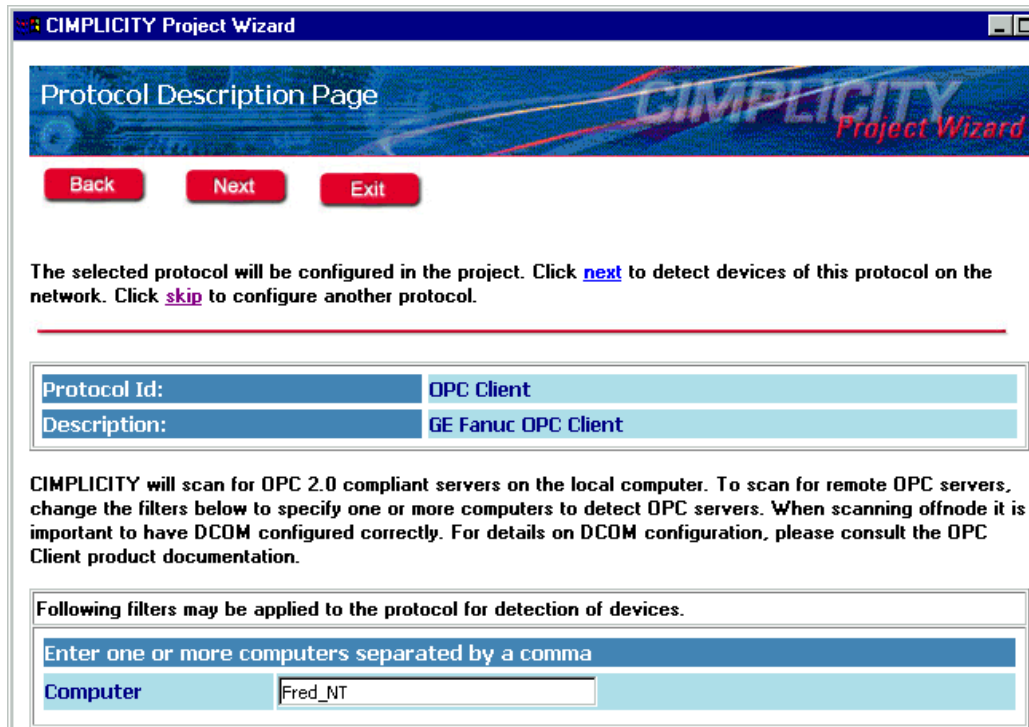 CIMPLICITY Project Wizard
Protocol Description Page
CIMPLICITY
Project Wizard
Back Next Exit
The selected protocol will be configured in the project. Click next to detect devices of this protocol on the
network. Click skip to configure another protocol.
Protocol Id: OPC Client
Description: GE Fanuc OPC Client
CIMPLICITY will scan for OPC 2.0 compliant servers on the local computer. To scan for remote OPC servers,
change the filters below to specify one or more computers to detect OPC servers. When scanning offnode it is
important to have DCOM configured correctly. For details on DCOM configuration, please consult the OPC
Client product documentation.
Following filters may be applied to the protocol for detection of devices.
Enter one or more computers separated by a comma
Computer Fred_NT